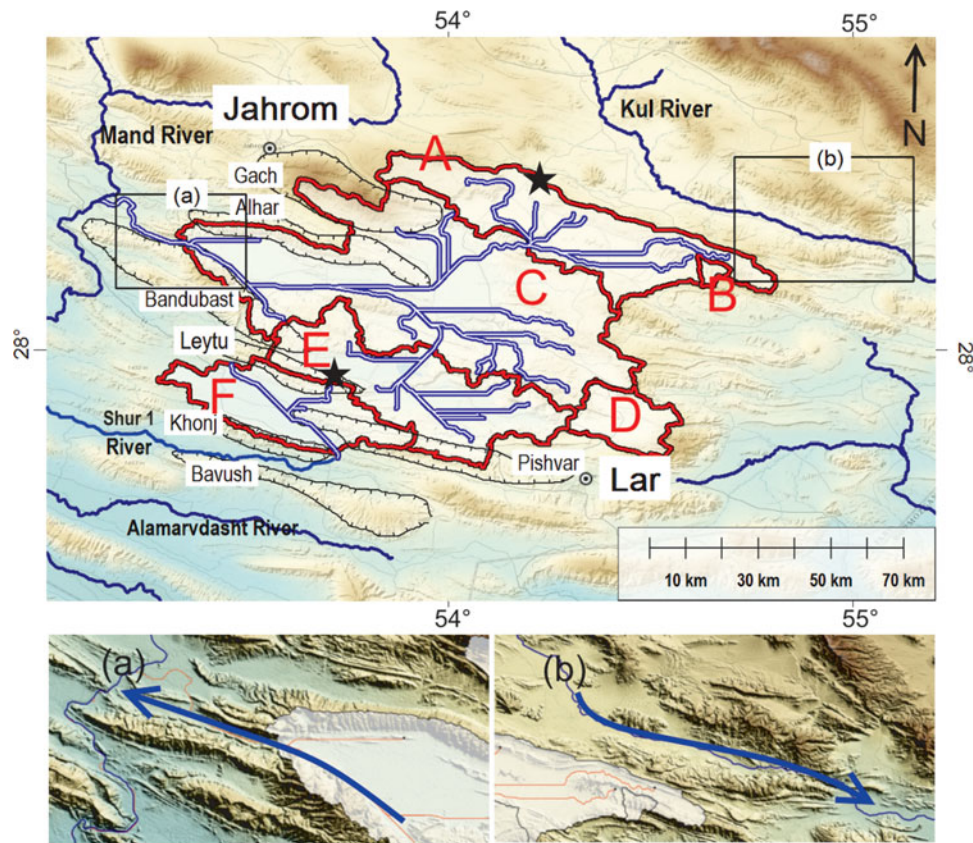 54°
55°
N
Jahrom
Kul River
Mand River
A
(b)
Gach
(a)
Alhar
B
C
Bandubast
28°
28°
Leytu
E
F
D
Khonj
Shur 1
River
Pishvar
Bavush
Lar
Alamarvdasht River
10 km 30 km 50 km 70 km
54°
55°
(a)
(b)